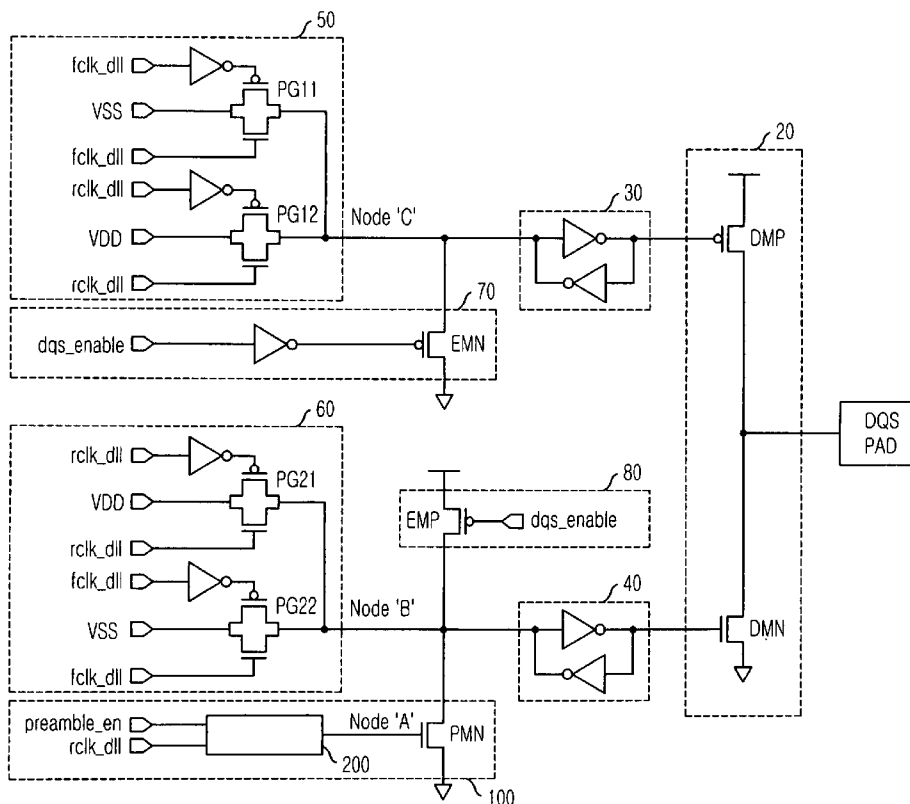 50
fclk_dll
PG11
VSS
fclk_dll
rclk_dll
PG12
VDD
rclk_dll
Node 'C'
30
20
DMP
70
dqs_enable
EMN
60
rclk_dll
PG21
VDD
rclk_dll
fclk_dll
PG22
VSS
fclk_dll
Node 'B'
80
EMP
dqs_enable
DQS
PAD
40
DMN
preamble_en
rclk_dll
Node 'A'
200
PMN
100